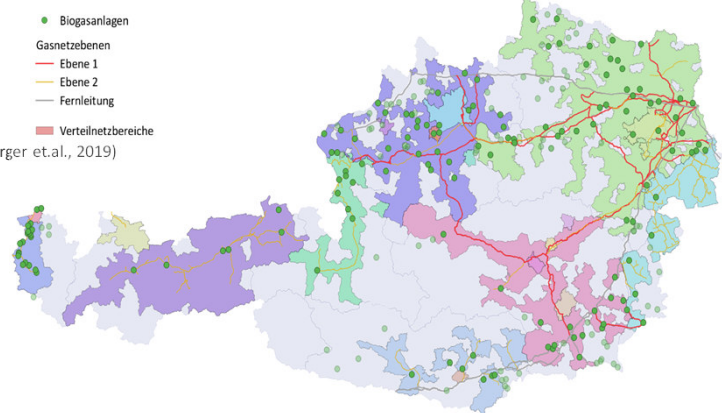 Biogasanlagen
Gasnetzebenen
Ebene 1
Ebene 2
Fernleitung
Verteilnetzbereiche
rger et.al., 2019)